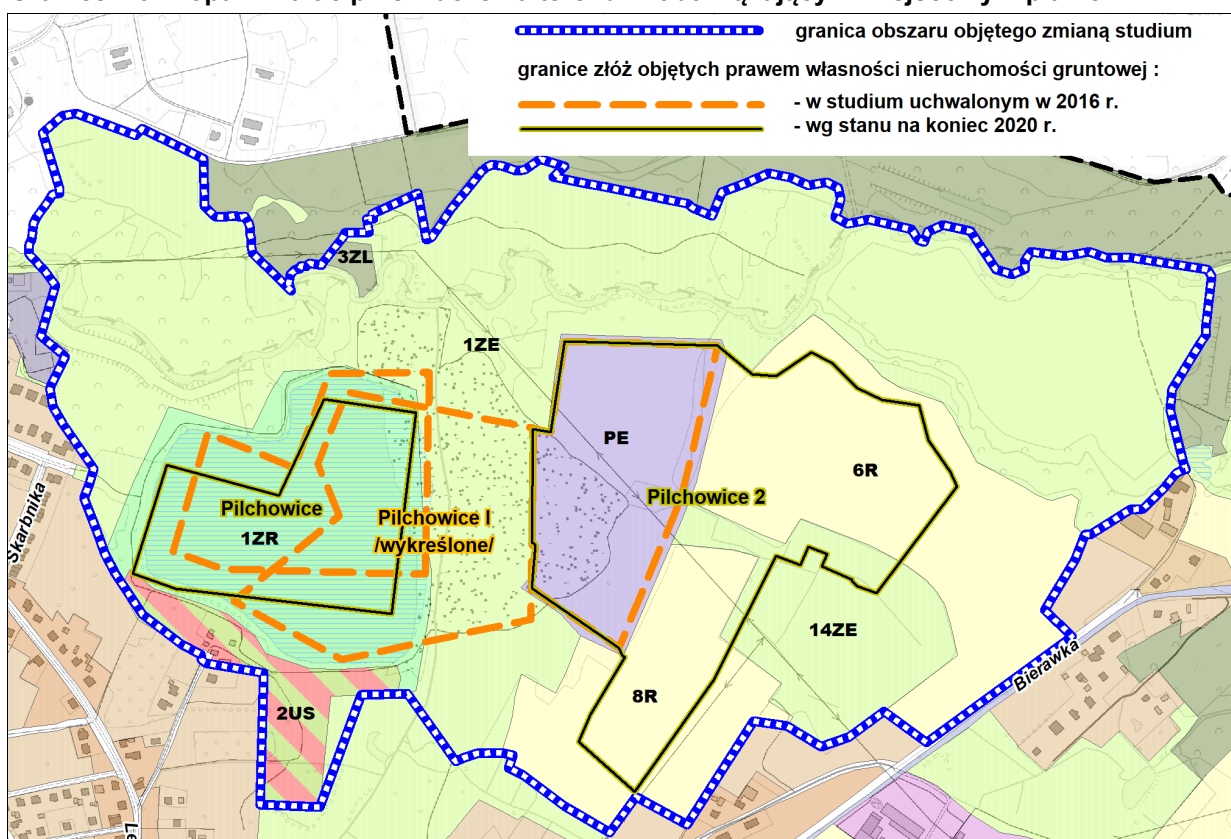 granica obszaru objętego zmianą studium
granice złóż objętych prawem własności nieruchomości gruntowej :
- w studium uchwalonym w 2016 r.
- wg stanu na koniec 2020 r.
3ZL
1ZE
PE
6R
Pilchowice 2
Pilchowice
1ZR
Pilchowice I
/wykreślone/
Skarbnika
14ZE
Bierawka
8R
2US